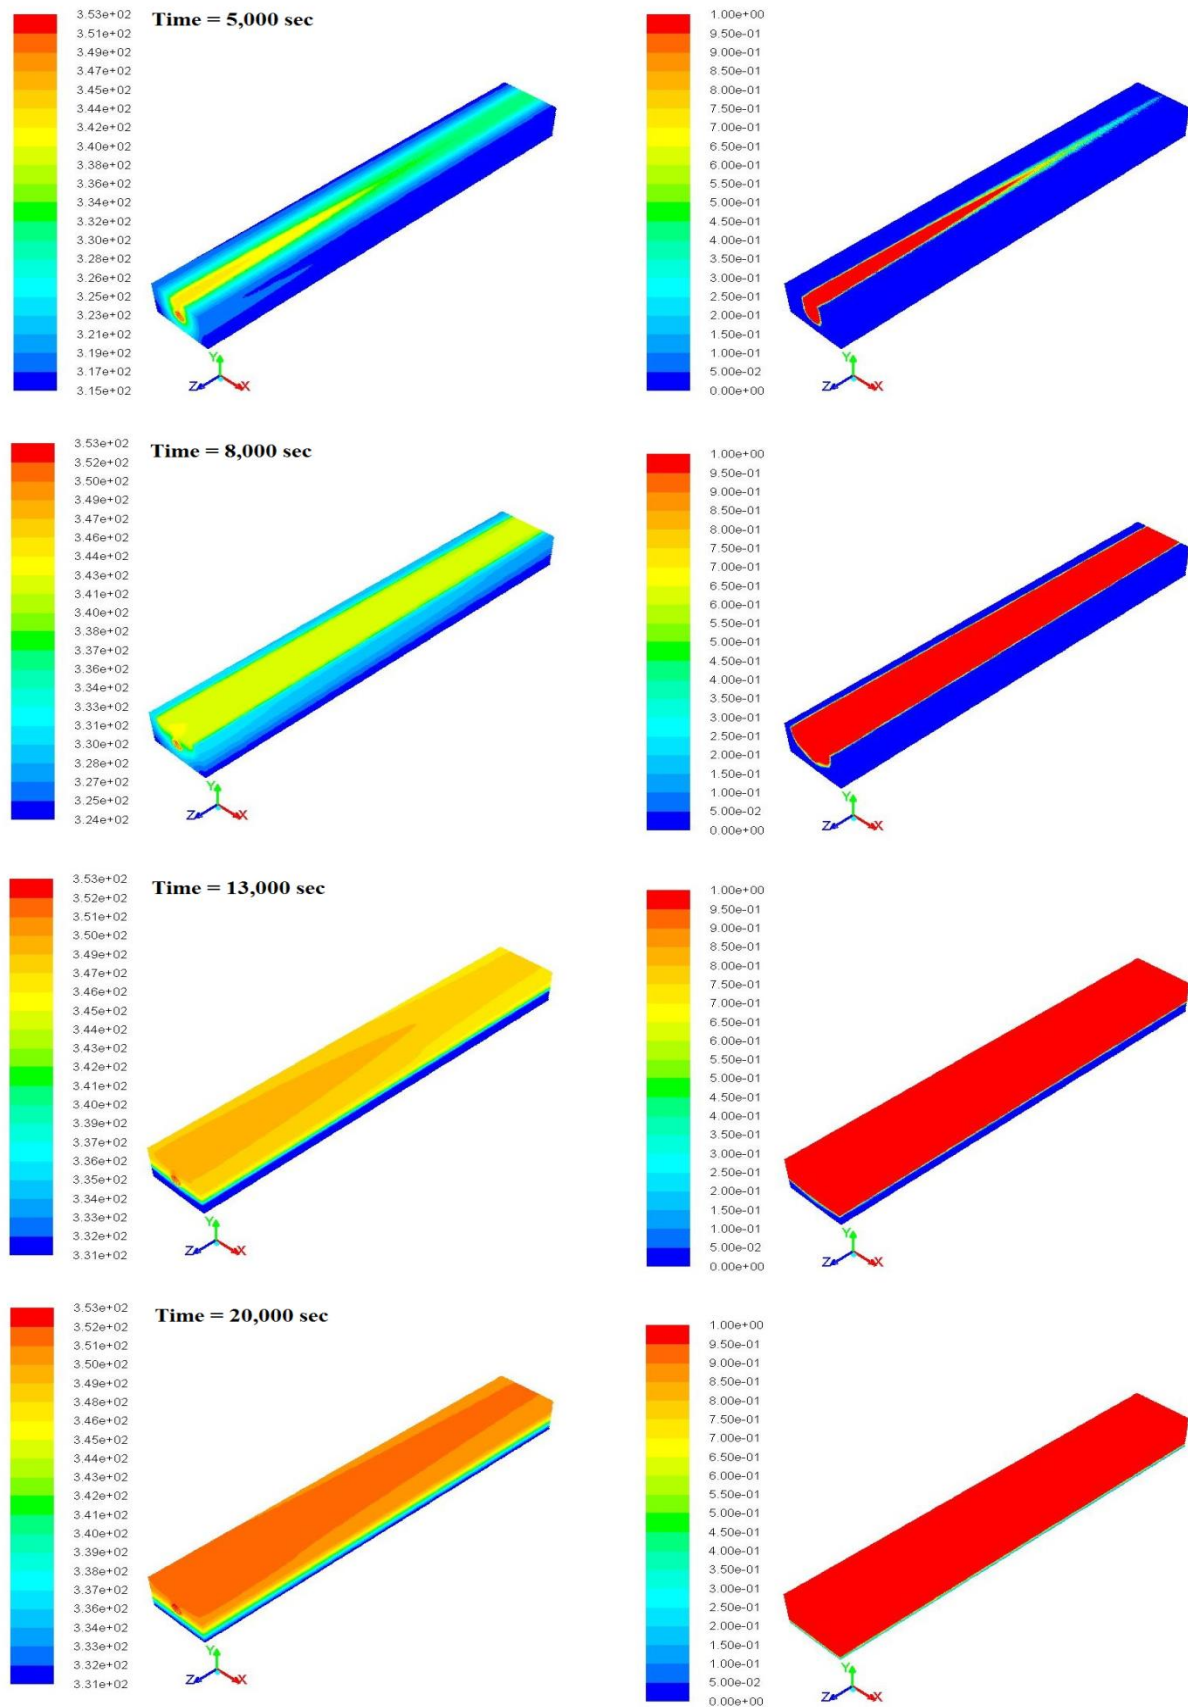 Time = 5,000 sec
3.53e+02
3.51e+02
3.49e+02
3.47e+02
3.45e+02
3.44e+02
3.42e+02
3.40e+02
3.38e+02
3.36e+02
3.34e+02
3.32e+02
3.30e+02
3.28e+02
3.26e+02
3.25e+02
3.23e+02
3.21e+02
3.19e+02
3.17e+02
3.15e+02
Y
Z
X
1.00e+00
9.50e-01
9.00e-01
8.50e-01
8.00e-01
7.50e-01
7.00e-01
6.50e-01
6.00e-01
5.50e-01
5.00e-01
4.50e-01
4.00e-01
3.50e-01
3.00e-01
2.50e-01
2.00e-01
1.50e-01
1.00e-01
5.00e-02
0.00e+00
Y
Z
X
Time = 8,000 sec
3.53e+02
3.52e+02
3.50e+02
3.49e+02
3.47e+02
3.46e+02
3.44e+02
3.43e+02
3.41e+02
3.40e+02
3.38e+02
3.37e+02
3.36e+02
3.34e+02
3.33e+02
3.31e+02
3.30e+02
3.28e+02
3.27e+02
3.25e+02
3.24e+02
Y
Z
X
1.00e+00
9.50e-01
9.00e-01
8.50e-01
8.00e-01
7.50e-01
7.00e-01
6.50e-01
6.00e-01
5.50e-01
5.00e-01
4.50e-01
4.00e-01
3.50e-01
3.00e-01
2.50e-01
2.00e-01
1.50e-01
1.00e-01
5.00e-02
0.00e+00
Y
Z
X
Time = 13,000 sec
3.53e+02
3.52e+02
3.51e+02
3.50e+02
3.49e+02
3.47e+02
3.46e+02
3.45e+02
3.44e+02
3.43e+02
3.42e+02
3.41e+02
3.40e+02
3.38e+02
3.37e+02
3.36e+02
3.35e+02
3.34e+02
3.33e+02
3.32e+02
3.31e+02
Y
Z
X
1.00e+00
9.50e-01
9.00e-01
8.50e-01
8.00e-01
7.50e-01
7.00e-01
6.50e-01
6.00e-01
5.50e-01
5.00e-01
4.50e-01
4.00e-01
3.50e-01
3.00e-01
2.50e-01
2.00e-01
1.50e-01
1.00e-01
5.00e-02
0.00e+00
Y
Z
X
Time = 20,000 sec
3.53e+02
3.52e+02
3.51e+02
3.50e+02
3.49e+02
3.48e+02
3.46e+02
3.45e+02
3.44e+02
3.43e+02
3.42e+02
3.41e+02
3.40e+02
3.39e+02
3.37e+02
3.36e+02
3.35e+02
3.34e+02
3.33e+02
3.32e+02
3.31e+02
Y
Z
X
1.00e+00
9.50e-01
9.00e-01
8.50e-01
8.00e-01
7.50e-01
7.00e-01
6.50e-01
6.00e-01
5.50e-01
5.00e-01
4.50e-01
4.00e-01
3.50e-01
3.00e-01
2.50e-01
2.00e-01
1.50e-01
1.00e-01
5.00e-02
0.00e+00
Y
Z
X